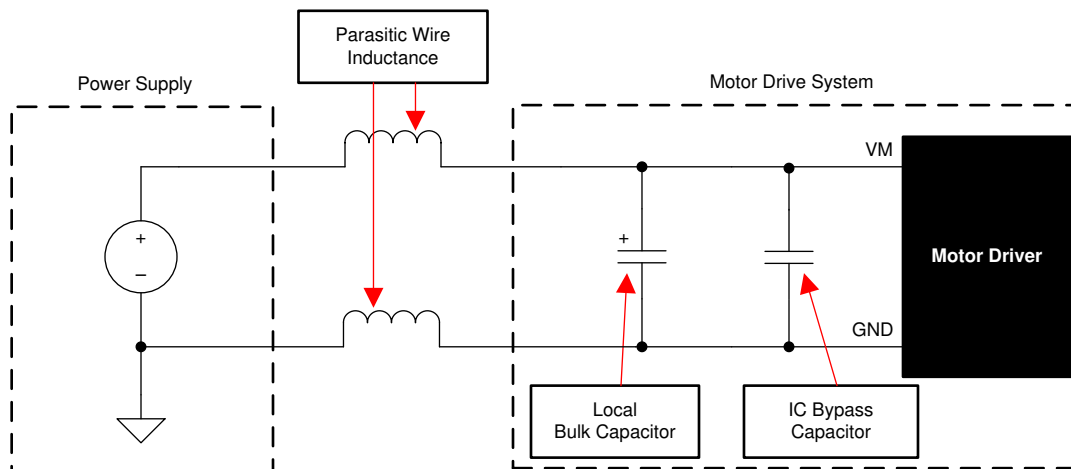 Parasitic Wire
Inductance
Power Supply
Motor Drive System
VM
+
–
+
Motor Driver
GND
Local
Bulk Capacitor
IC Bypass
Capacitor